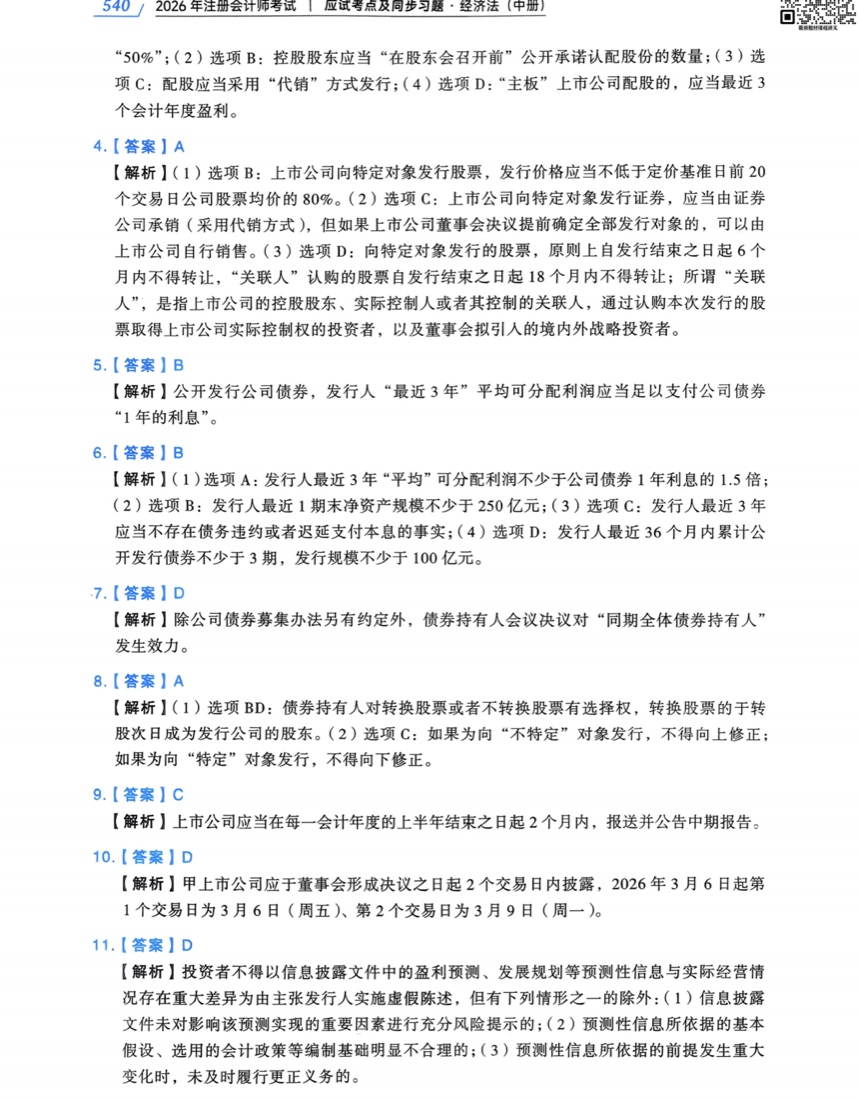 540 / 2026 年注册会计师考试 | 应试考点及同步习题·经济法（中册）
“50%”；（2）选项 B：控股股东应当“在股东会召开前”公开承诺认配股份的数量；（3）选
项 C：配股应当采用“代销”方式发行；（4）选项 D：“主板”上市公司配股的，应当最近 3
个会计年度盈利。
4.【答案】A
【解析】（1）选项 B：上市公司向特定对象发行股票，发行价格应当不低于定价基准日前 20
个交易日公司股票均价的 80%。（2）选项 C：上市公司向特定对象发行证券，应当由证券
公司承销（采用代销方式），但如果上市公司董事会决议提前确定全部发行对象的，可以由
上市公司自行销售。（3）选项 D：向特定对象发行的股票，原则上自发行结束之日起 6 个
月内不得转让，“关联人”认购的股票自发行结束之日起 18 个月内不得转让；所谓“关联
人”，是指上市公司的控股股东、实际控制人或者其控制的关联人，通过认购本次发行的股
票取得上市公司实际控制权的投资者，以及董事会拟引入的境内外战略投资者。
5.【答案】B
【解析】公开发行公司债券，发行人“最近 3 年”平均可分配利润应当足以支付公司债券
“1 年的利息”。
6.【答案】B
【解析】（1）选项 A：发行人最近 3 年“平均”可分配利润不少于公司债券 1 年利息的 1.5 倍；
（2）选项 B：发行人最近 1 期末净资产规模不少于 250 亿元；（3）选项 C：发行人最近 3 年
应当不存在债务违约或者迟延支付本息的事实；（4）选项 D：发行人最近 36 个月内累计公
开发行债券不少于 3 期，发行规模不少于 100 亿元。
7.【答案】D
【解析】除公司债券募集办法另有约定外，债券持有人会议决议对“同期全体债券持有人”
发生效力。
8.【答案】A
【解析】（1）选项 BD：债券持有人对转换股票或者不转换股票有选择权，转换股票的于转
股次日成为发行公司的股东。（2）选项 C：如果为向“不特定”对象发行，不得向上修正；
如果为向“特定”对象发行，不得向下修正。
9.【答案】C
【解析】上市公司应当在每一会计年度的上半年结束之日起 2 个月内，报送并公告中期报告。
10.【答案】D
【解析】甲上市公司应于董事会形成决议之日起 2 个交易日内披露，2026 年 3 月 6 日起第
1 个交易日为 3 月 6 日（周五）、第 2 个交易日为 3 月 9 日（周一）。
11.【答案】D
【解析】投资者不得以信息披露文件中的盈利预测、发展规划等预测性信息与实际经营情
况存在重大差异为由主张发行人实施虚假陈述，但有下列情形之一的除外：（1）信息披露
文件未对影响该预测实现的重要因素进行充分风险提示的；（2）预测性信息所依据的基本
假设、选用的会计政策等编制基础明显不合理的；（3）预测性信息所依据的前提发生重大
变化时，未及时履行更正义务的。